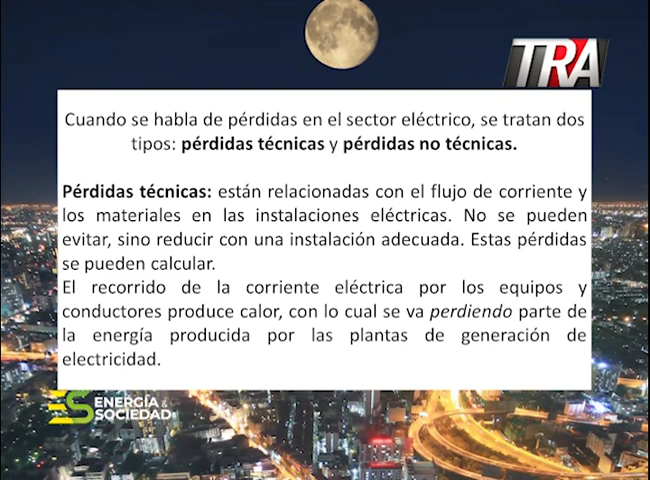 TRA
Cuando se habla de pérdidas en el sector eléctrico, se tratan dos
tipos: pérdidas técnicas y pérdidas no técnicas.
Pérdidas técnicas: están relacionadas con el flujo de corriente y
los materiales en las instalaciones eléctricas. No se pueden
evitar, sino reducir con una instalación adecuada. Estas pérdidas
se pueden calcular.
El recorrido de la corriente eléctrica por los equipos y
conductores produce calor, con lo cual se va perdiendo parte de
la energía producida por las plantas de generación de
electricidad.
ES ENERGÍA &
SOCIEDAD